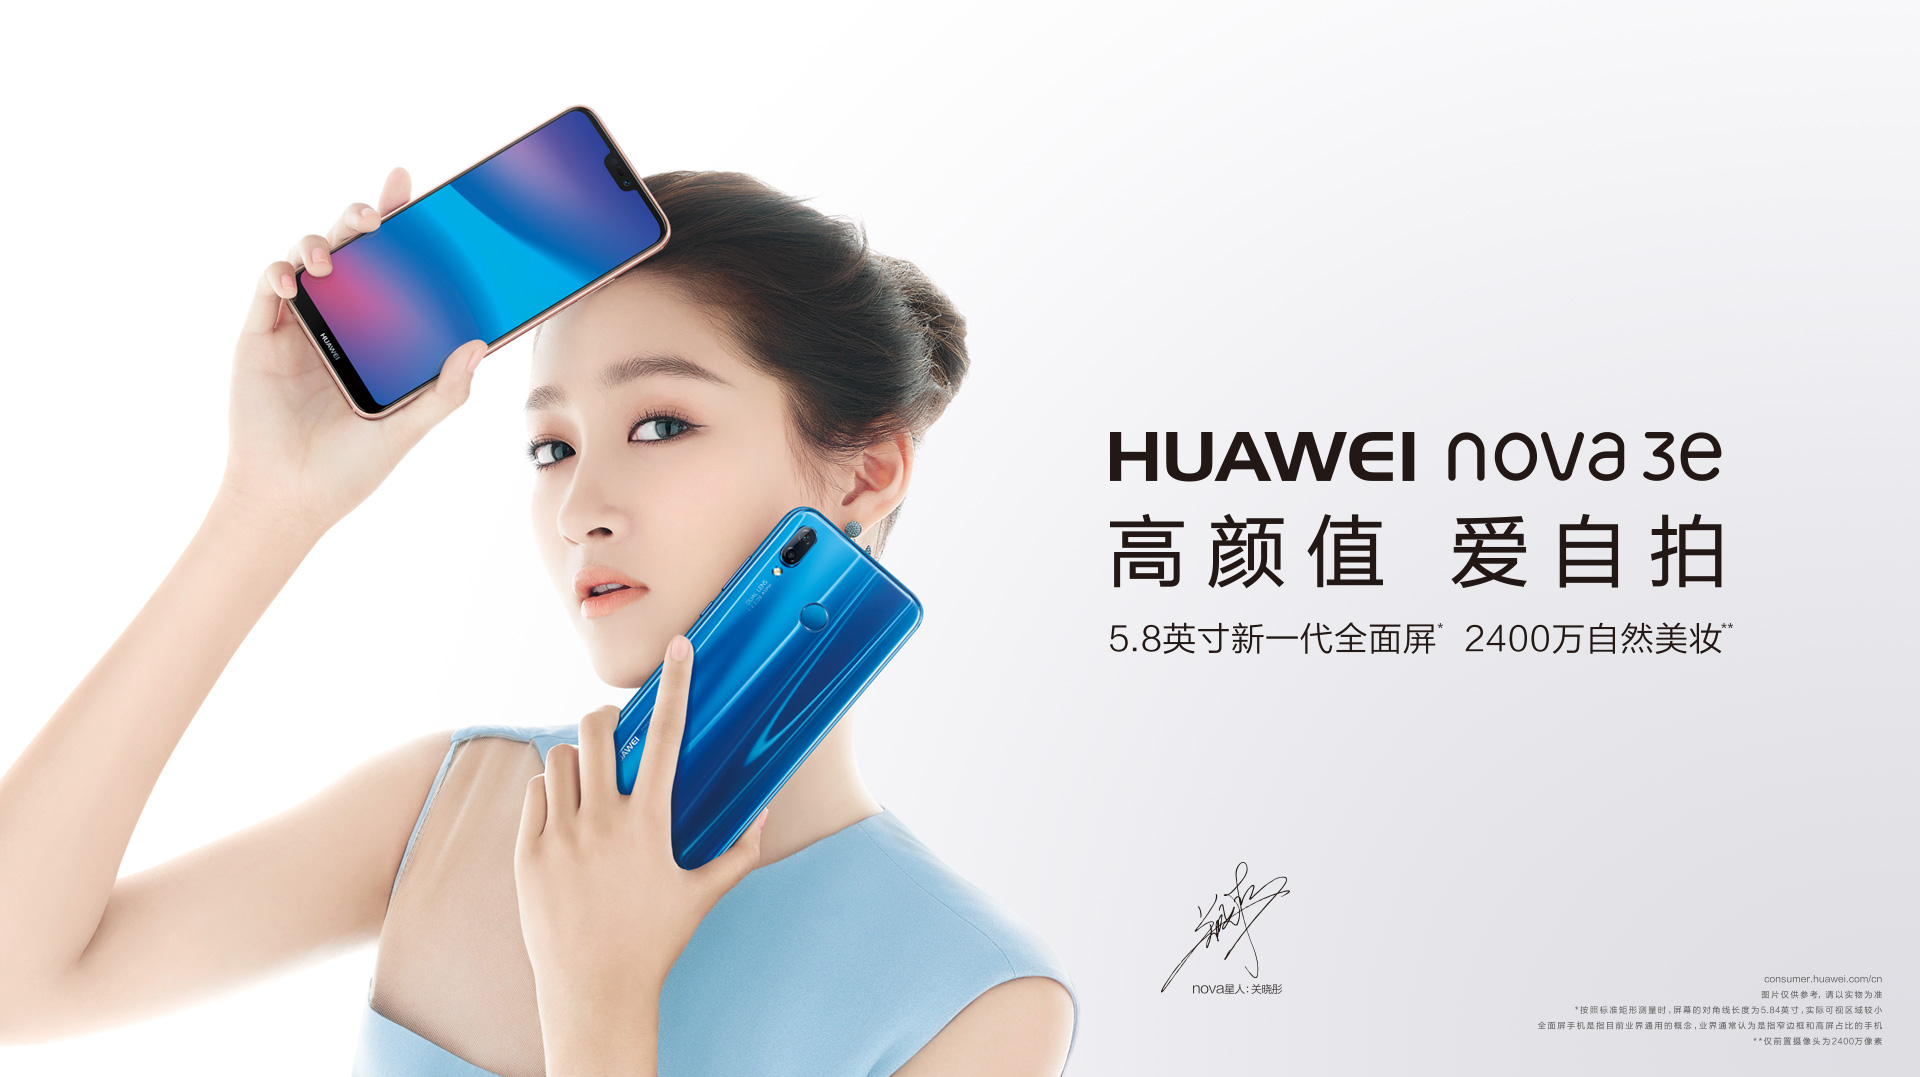 HUAWEI
DUAL LENS
HUAWEI nova 3e
高颜值 爱自拍
5.8英寸新一代全面屏* 2400万自然美妆**
nova星人：关晓彤
consumer.huawei.com/cn
图片仅供参考，请以实物为准
*按照标准矩形测量时，屏幕的对角线长度为5.84英寸，实际可视区域较小
全面屏手机是指目前业界通用的概念，业界通常认为是指窄边框和高屏占比的手机
**仅前置摄像头为2400万像素